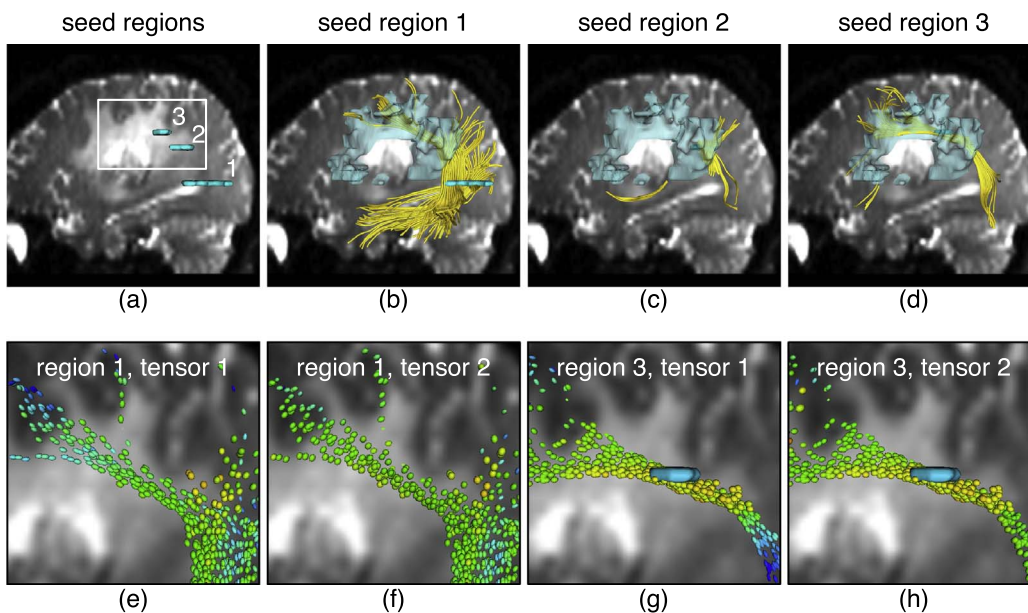 seed regions
seed region 1
seed region 2
seed region 3
3
2
1
(a)
(b)
(c)
(d)
region 1, tensor 1
region 1, tensor 2
region 3, tensor 1
region 3, tensor 2
(e)
(f)
(g)
(h)